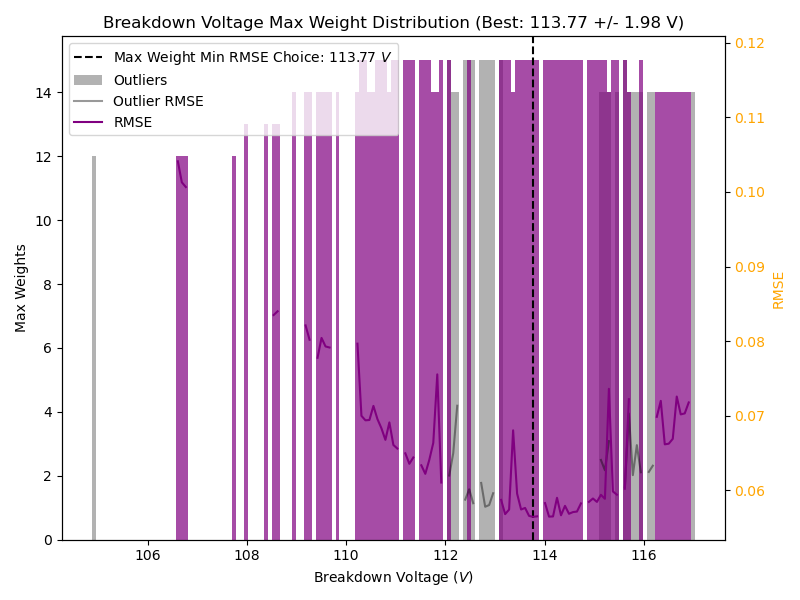 Breakdown Voltage Max Weight Distribution (Best: 113.77 +/- 1.98 V)
Max Weight Min RMSE Choice: 113.77 V
Outliers
Outlier RMSE
RMSE
Max Weights
0
2
4
6
8
10
12
14
106
108
110
112
114
116
Breakdown Voltage (V)
0.06
0.07
0.08
0.09
0.10
0.11
0.12
RMSE